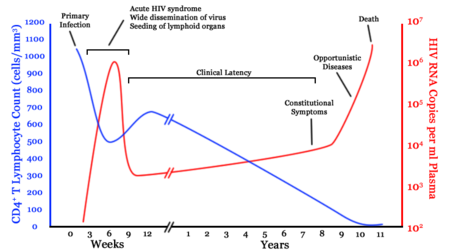 Primary
Infection
Acute HIV syndrome
Wide dissemination of virus
Seeding of lymphoid organs
Death
Opportunistic
Diseases
Clinical Latency
Constitutional
Symptoms
CD4⁺ T Lymphocyte Count (cells/mm³)
1200
1100
1000
900
800
700
600
500
400
300
200
100
0
HIV RNA Copies per ml Plasma
10⁷
10⁶
10⁵
10⁴
10³
10²
0 3 6 9 12 1 2 3 4 5 6 7 8 9 10 11
Weeks Years